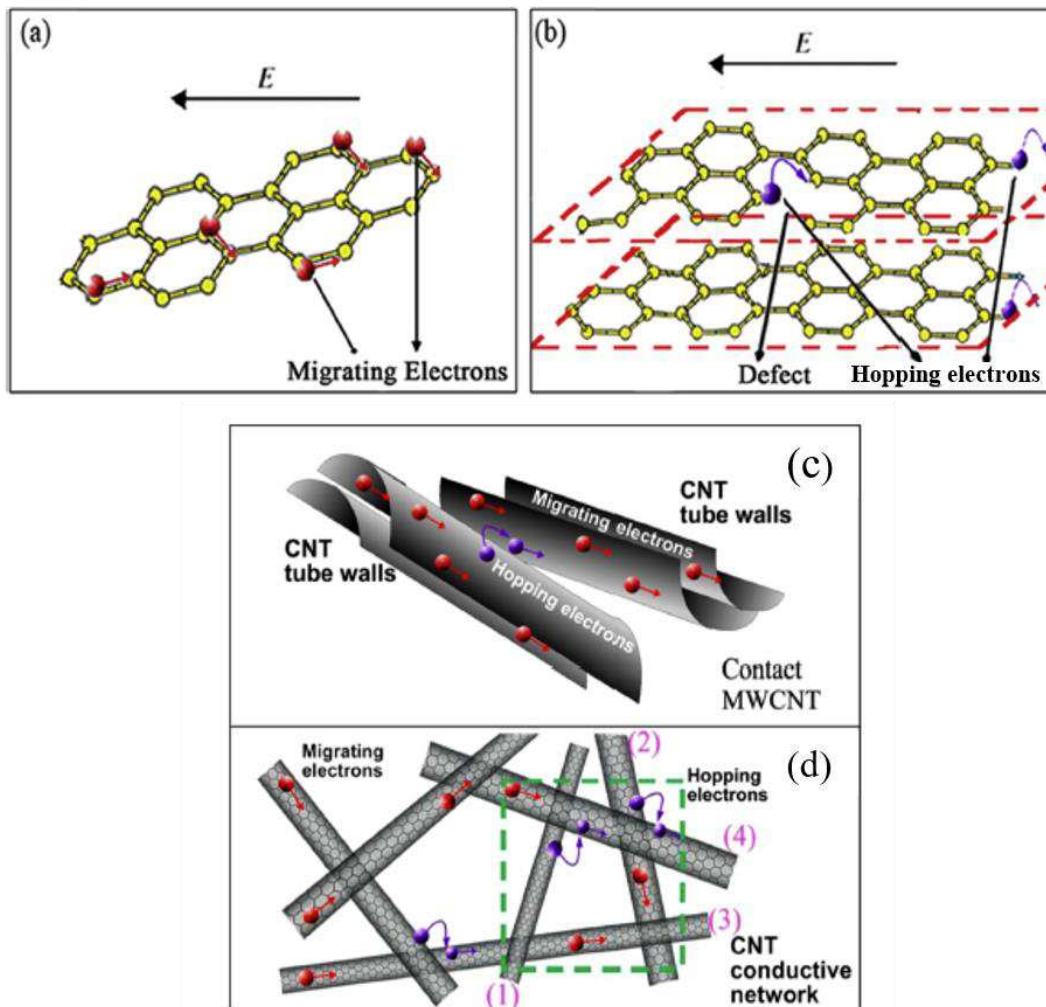 (a)
E
Migrating Electrons
(b)
E
Defect
Hopping electrons
(c)
CNT
tube walls
Migrating electrons
CNT
tube walls
Hopping electrons
Contact
MWCNT
(d)
Migrating
electrons
(2)
Hopping
electrons
(4)
(3)
CNT
conductive
network
(1)